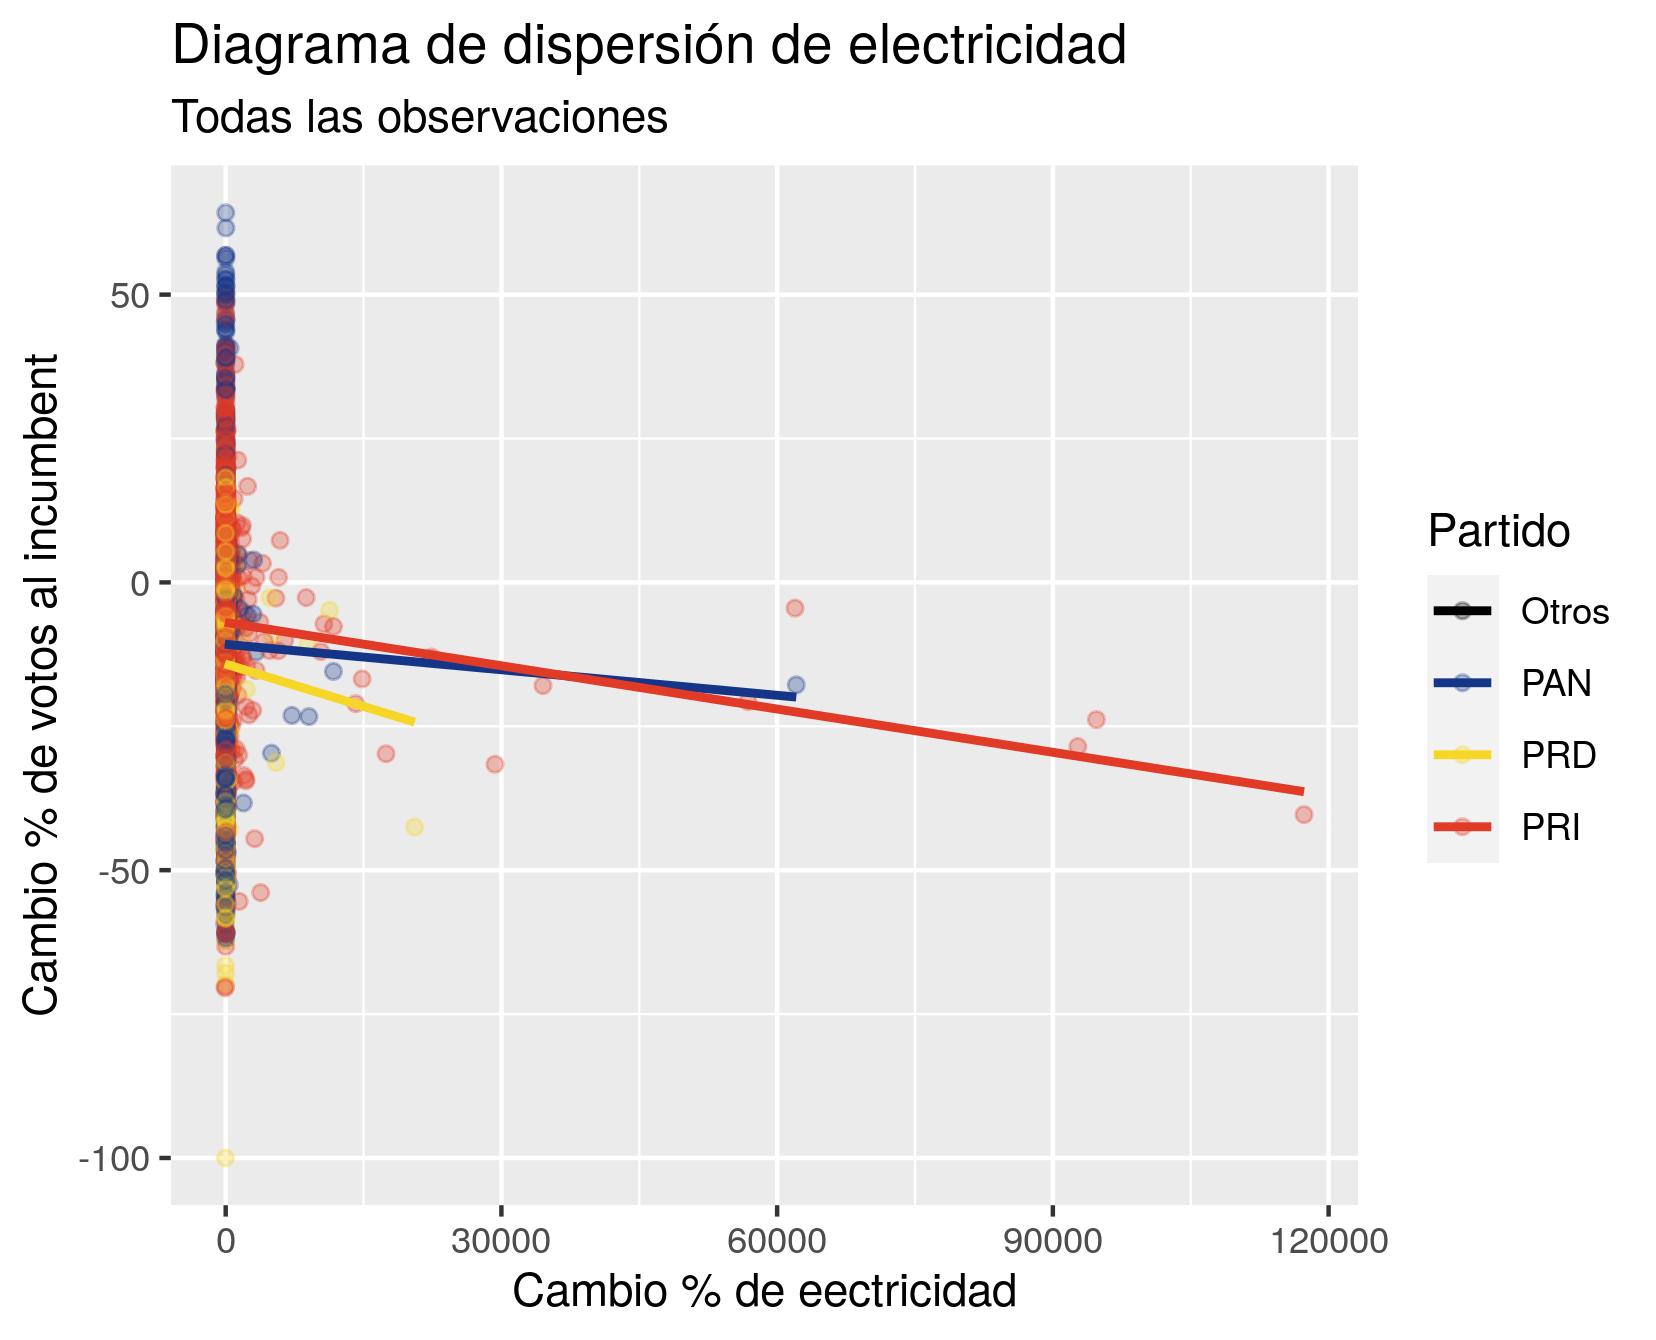 Diagrama de dispersión de electricidad
Todas las observaciones
Cambio % de votos al incumbent
50
0
-50
-100
0 30000 60000 90000 120000
Cambio % de eectricidad
Partido
Otros
PAN
PRD
PRI